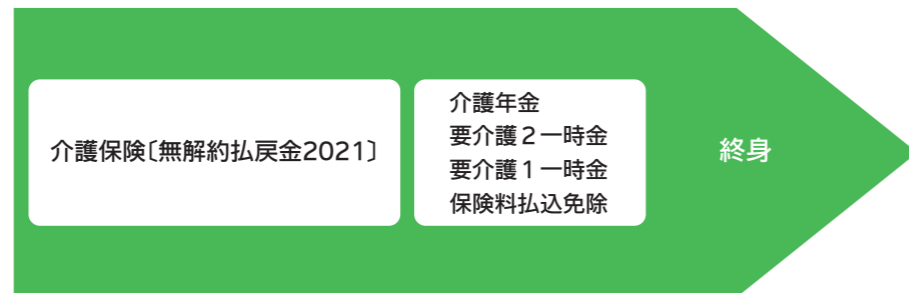 介護保険〔無解約払戻金2021〕
介護年金
要介護2一時金
要介護1一時金
保険料払込免除
終身